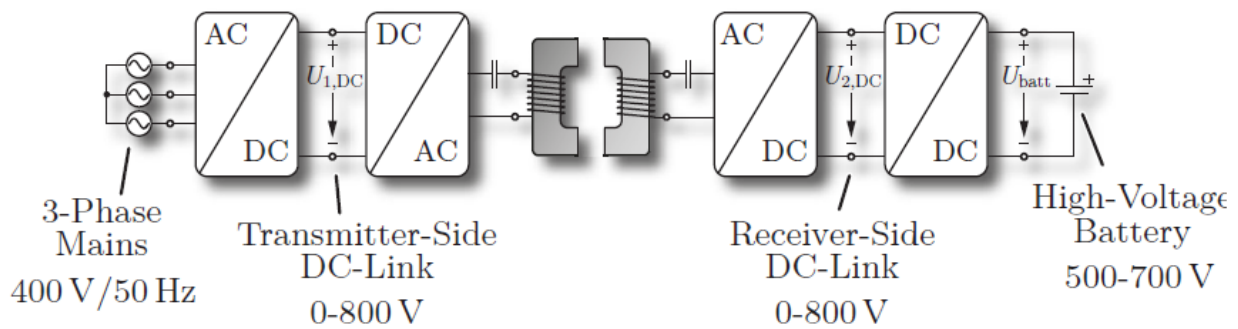 AC
DC
+
U1,DC
−
DC
AC
AC
DC
+
U2,DC
−
DC
DC
+
Ubatt
−
+
3-Phase
Mains
400 V/50 Hz
Transmitter-Side
DC-Link
0-800 V
Receiver-Side
DC-Link
0-800 V
High-Voltage
Battery
500-700 V